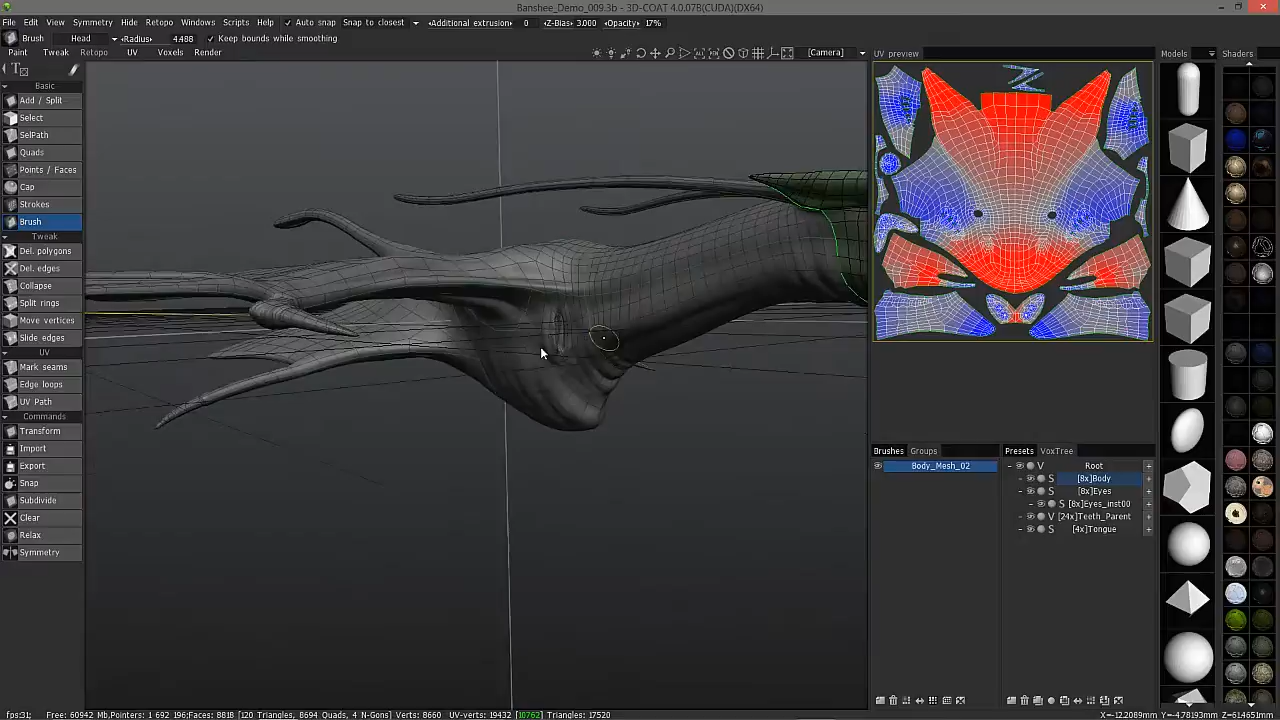 Banshee_Demo_009.3b - 3D-COAT 4.0.07B(CUDA)(DX64)
File Edit View Symmetry Hide Retopo Windows Scripts Help Auto snap Snap to closest Additional extrusion 0 Z-Bias 3.000 Opacity 17%
Brush Head Radius 4.488 Keep bounds while smoothing
Paint Tweak Retopo UV Voxels Render [Camera] UV preview Models Shaders
Basic
Add / Split
Select
SelPath
Quads
Points / Faces
Cap
Strokes
Brush
Tweak
Del. polygons
Del. edges
Collapse
Split rings
Move vertices
Slide edges
UV
Mark seams
Edge loops
UV Path
Commands
Transform
Import
Export
Snap
Subdivide
Clear
Relax
Symmetry
Brushes Groups
Body_Mesh_02
Presets VoxTree
V Root +
S [8x]Body +
S [8x]Eyes +
S [8x]Eyes_inst00 +
V [24x]Teeth_Parent +
S [4x]Tongue +
fps:31; Free: 60942 Mb,Pointers: 1 692 196;Faces: 8818 [120 Triangles, 8694 Quads, 4 N-Gons] Verts: 8660 UV-verts: 19432 [10762] Triangles: 17520